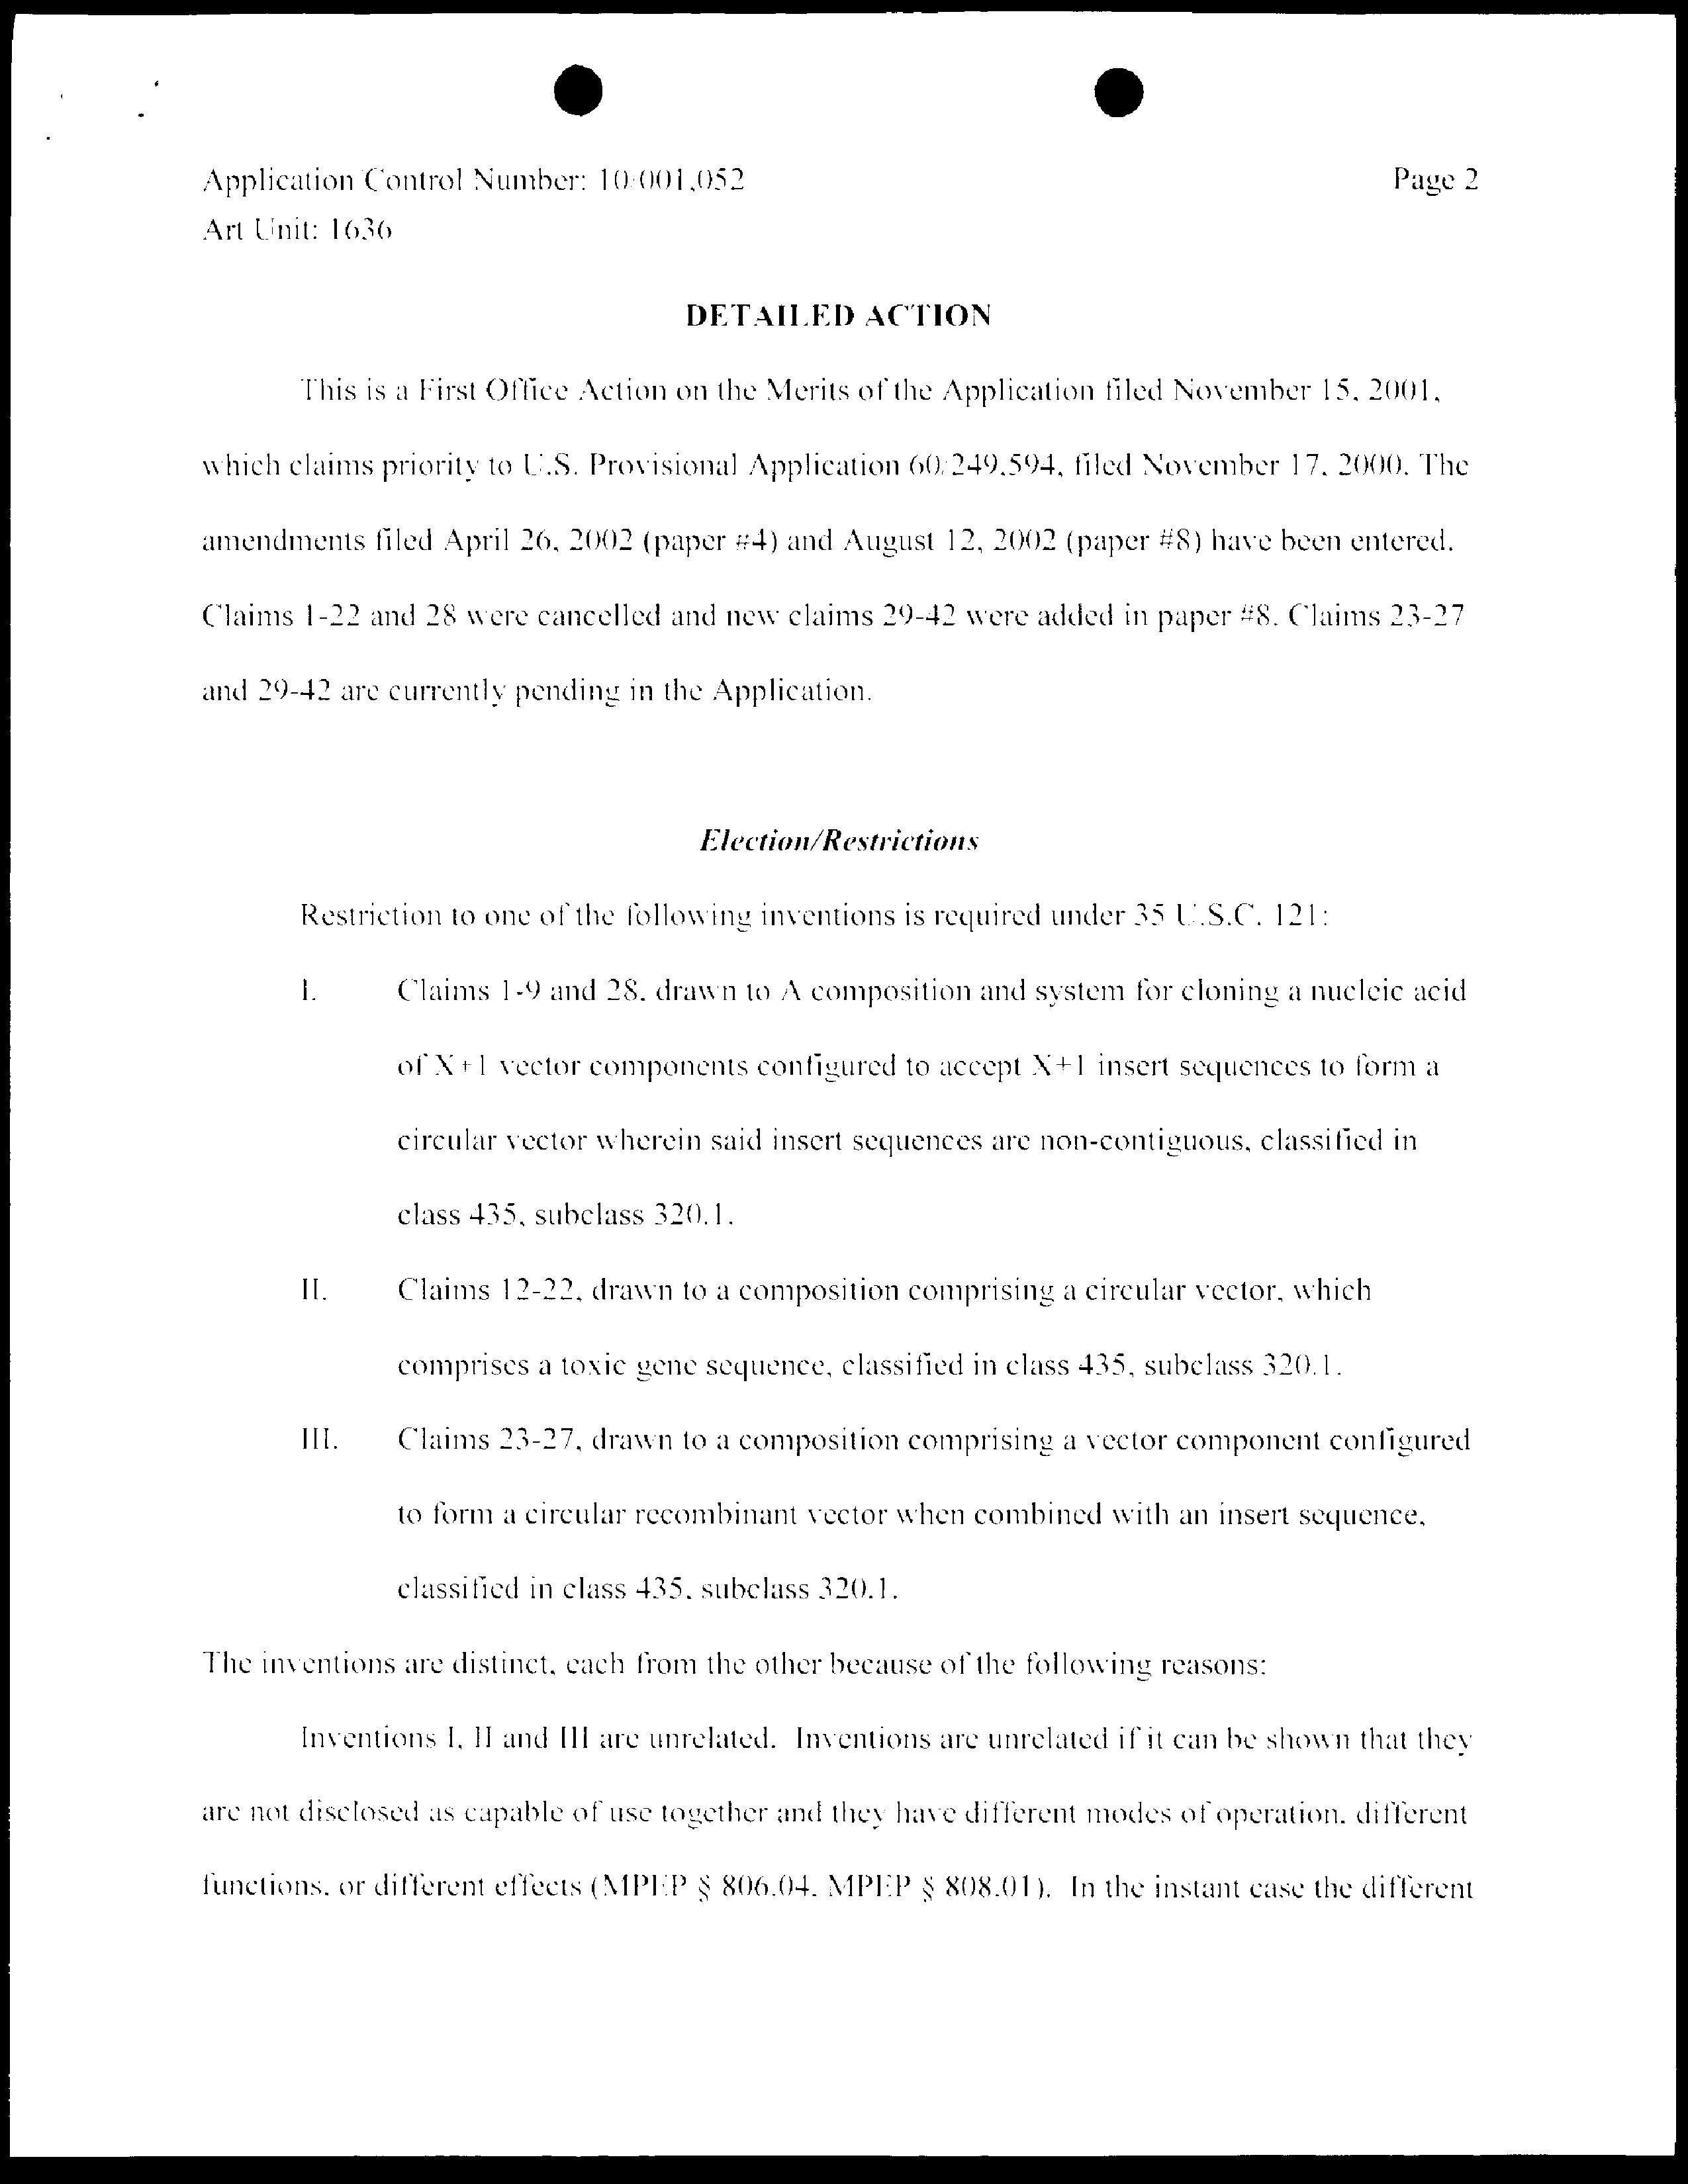 Application Control Number: 10/001,052 Page 2
Art Unit: 1636
DETAILED ACTION
This is a First Office Action on the Merits of the Application filed November 15, 2001,
which claims priority to U.S. Provisional Application 60/249,594, filed November 17, 2000. The
amendments filed April 26, 2002 (paper #4) and August 12, 2002 (paper #8) have been entered.
Claims 1-22 and 28 were cancelled and new claims 29-42 were added in paper #8. Claims 23-27
and 29-42 are currently pending in the Application.
Election/Restrictions
Restriction to one of the following inventions is required under 35 U.S.C. 121:
I. Claims 1-9 and 28, drawn to A composition and system for cloning a nucleic acid
of X+1 vector components configured to accept X+1 insert sequences to form a
circular vector wherein said insert sequences are non-contiguous, classified in
class 435, subclass 320.1.
II. Claims 12-22, drawn to a composition comprising a circular vector, which
comprises a toxic gene sequence, classified in class 435, subclass 320.1.
III. Claims 23-27, drawn to a composition comprising a vector component configured
to form a circular recombinant vector when combined with an insert sequence,
classified in class 435, subclass 320.1.
The inventions are distinct, each from the other because of the following reasons:
Inventions I, II and III are unrelated. Inventions are unrelated if it can be shown that they
are not disclosed as capable of use together and they have different modes of operation, different
functions, or different effects (MPEP § 806.04, MPEP § 808.01). In the instant case the different